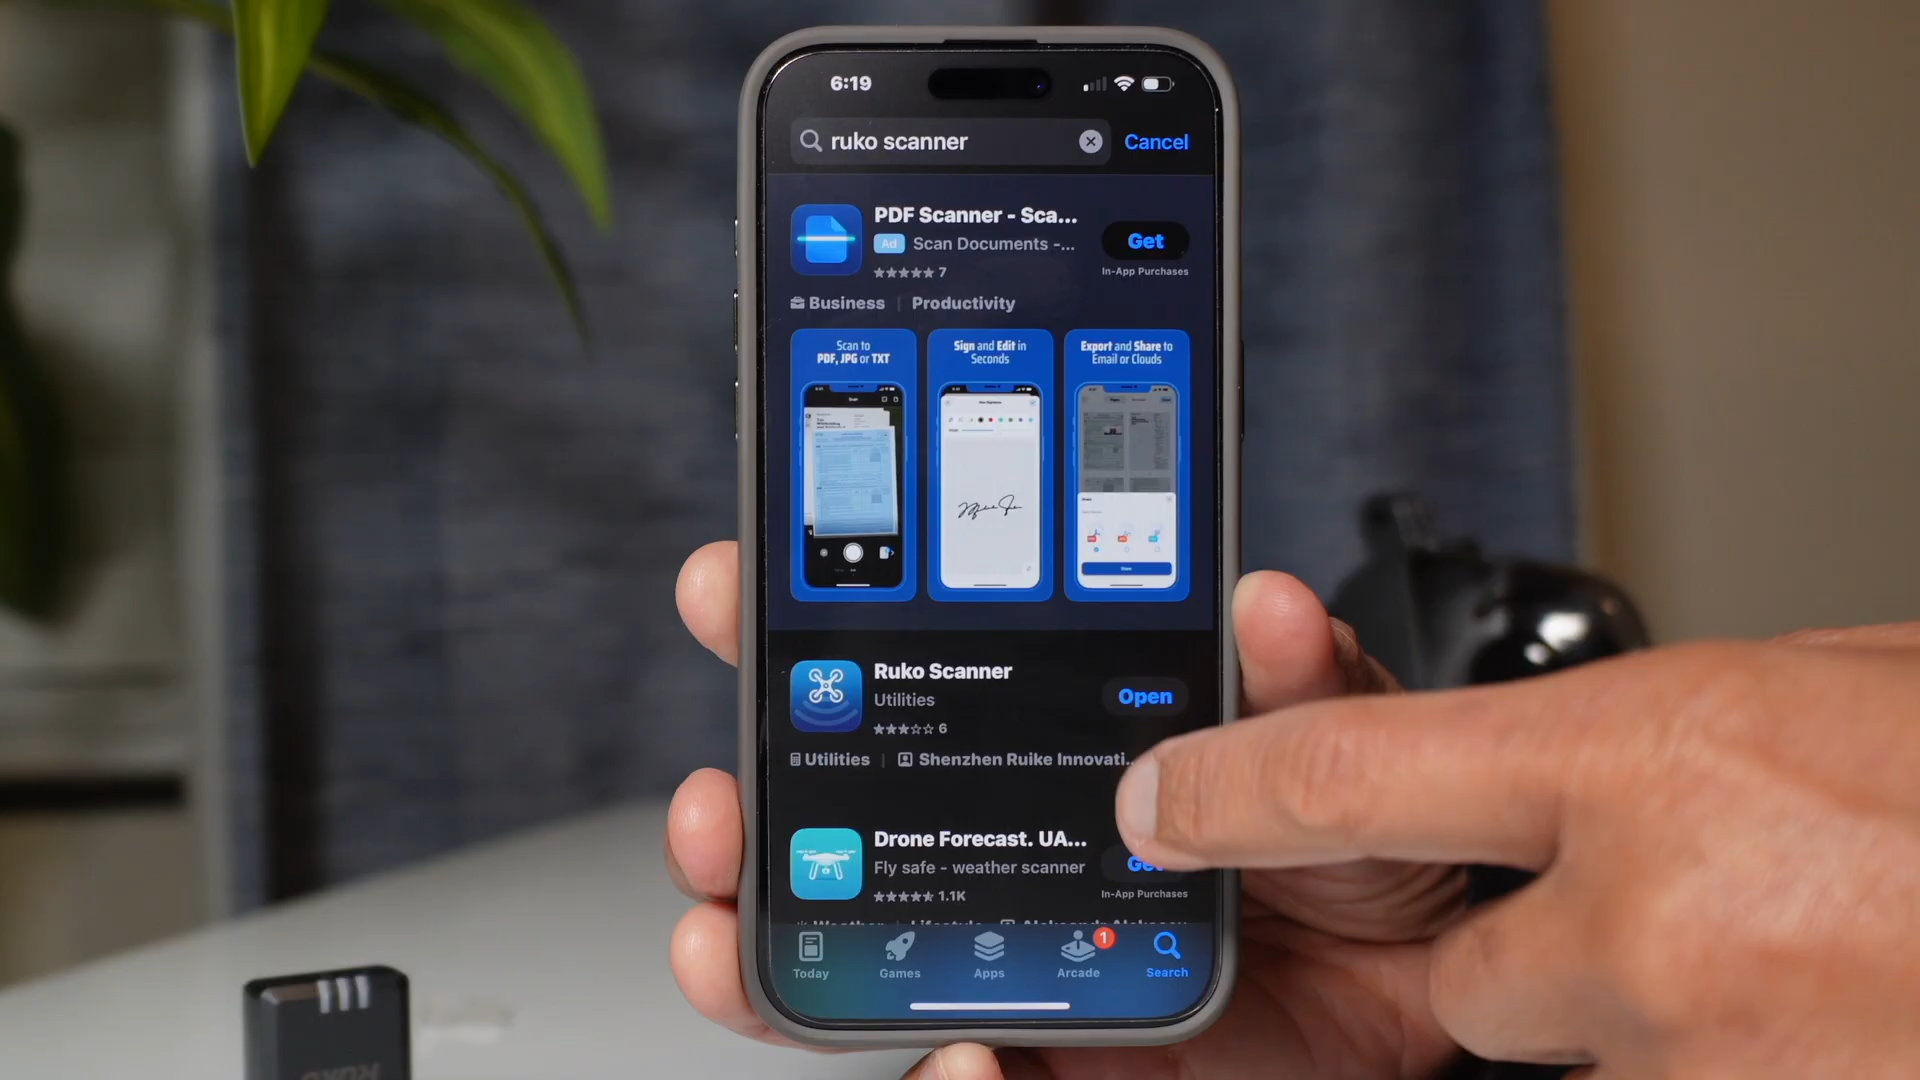 6:19
ruko scanner
Cancel
PDF Scanner - Sca...
Ad Scan Documents -...
Get
7
In-App Purchases
Business | Productivity
Scan to
PDF, JPG or TXT
Sign and Edit in
Seconds
Export and Share to
Email or Clouds
Ruko Scanner
Utilities
Open
6
Utilities | Shenzhen Ruike Innovati...
Drone Forecast. UA...
Fly safe - weather scanner
Get
1.1K
In-App Purchases
1
Today
Games
Apps
Arcade
Search
Ruko